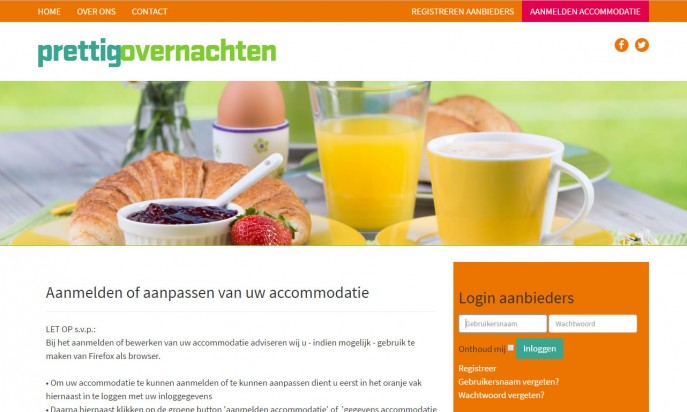 HOME OVER ONS CONTACT REGISTREREN AANBIEDERS AANMELDEN ACCOMMODATIE
prettigovernachten
Aanmelden of aanpassen van uw accommodatie
LET OP s.v.p.:
Bij het aanmelden of bewerken van uw accommodatie adviseren wij u - indien mogelijk - gebruik te
maken van Firefox als browser.
• Om uw accommodatie te kunnen aanmelden of te kunnen aanpassen dient u eerst in het oranje vak
hiernaast in te loggen met uw inloggegevens
• Daarna hiernaast klikken op de groene button 'aanmelden accommodatie' of 'gegevens accommodatie
Login aanbieders
Gebruikersnaam Wachtwoord
Onthoud mij Inloggen
Registreer
Gebruikersnaam vergeten?
Wachtwoord vergeten?